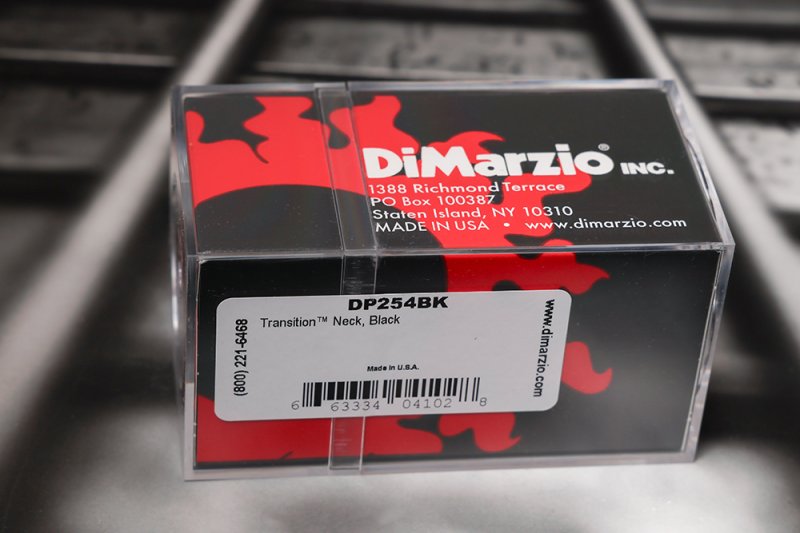 DiMarzio® INC.
1388 Richmond Terrace
PO Box 100387
Staten Island, NY 10310
MADE IN USA • www.dimarzio.com
DP254BK
Transition™ Neck, Black
(800) 221-6468
www.dimarzio.com
Made in U.S.A.
6 63334 04102 8